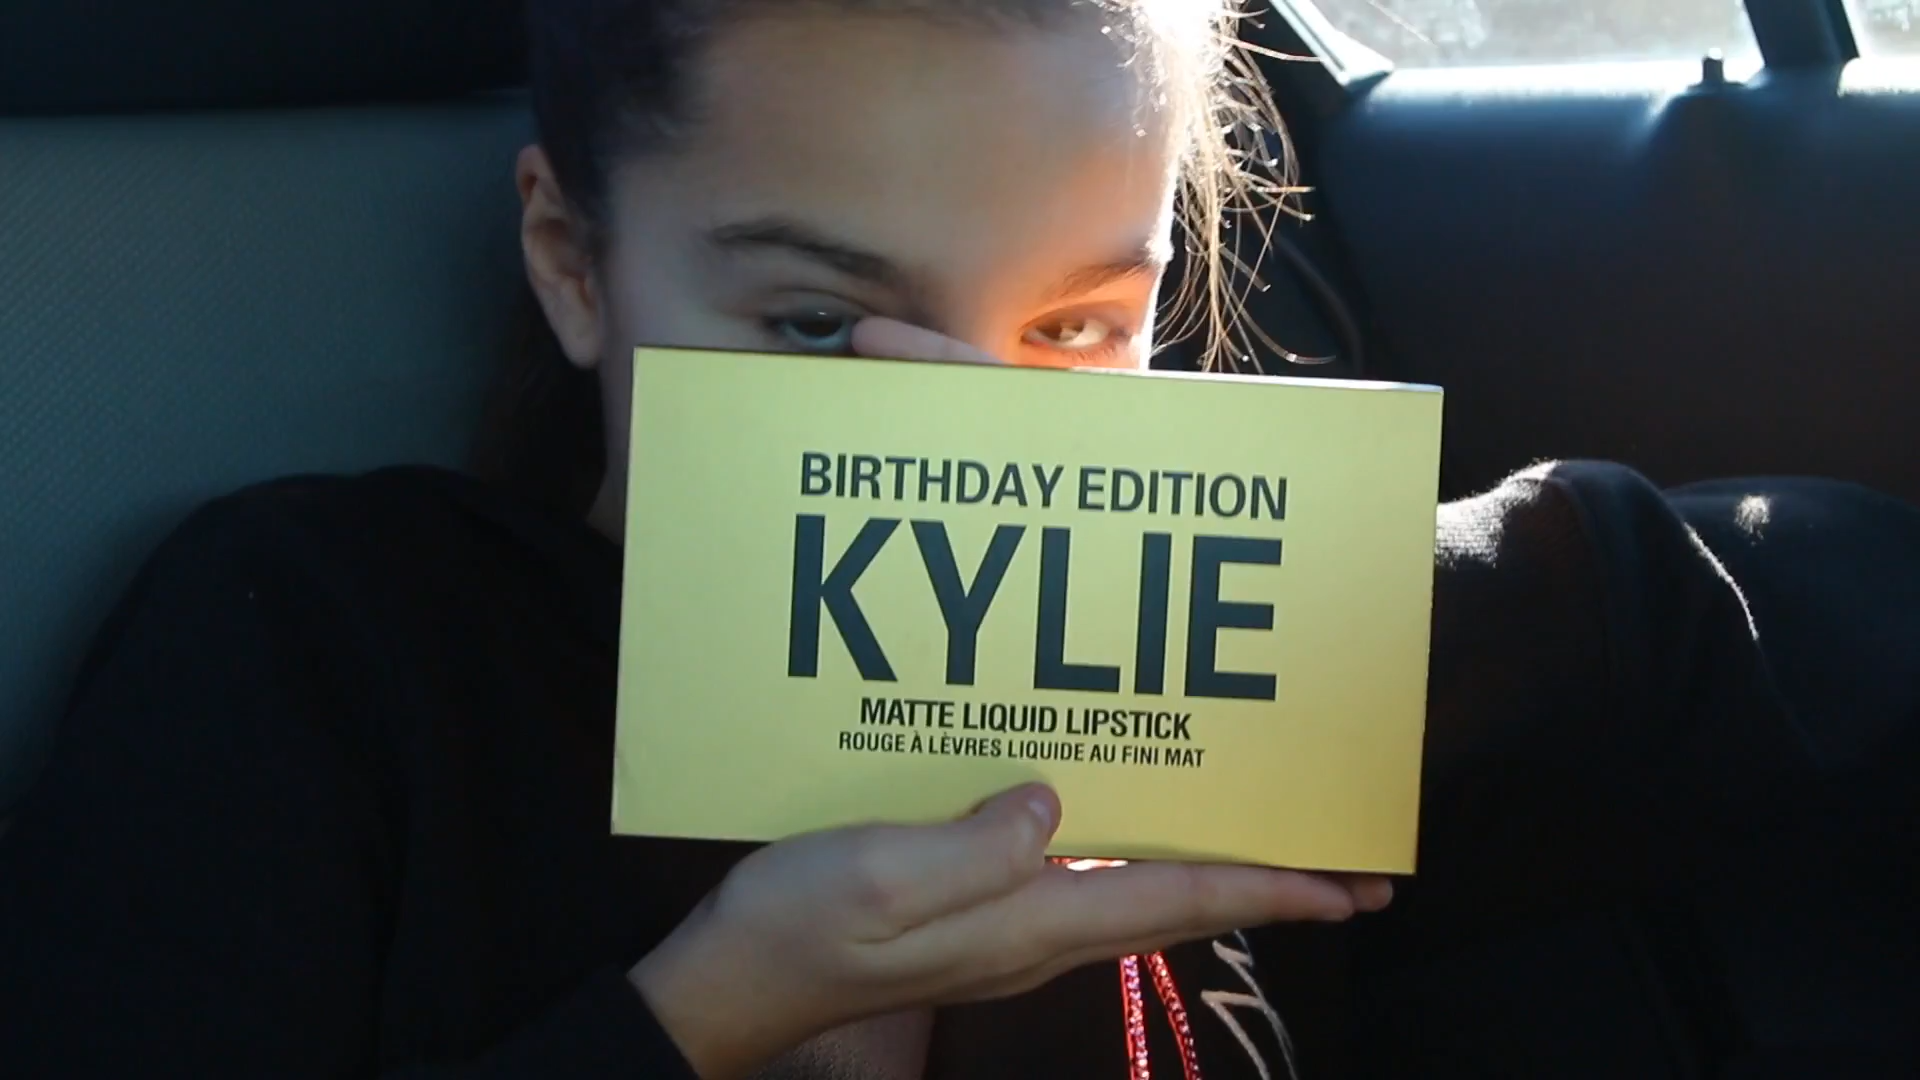 BIRTHDAY EDITION
KYLIE
MATTE LIQUID LIPSTICK
ROUGE À LÈVRES LIQUIDE AU FINI MAT